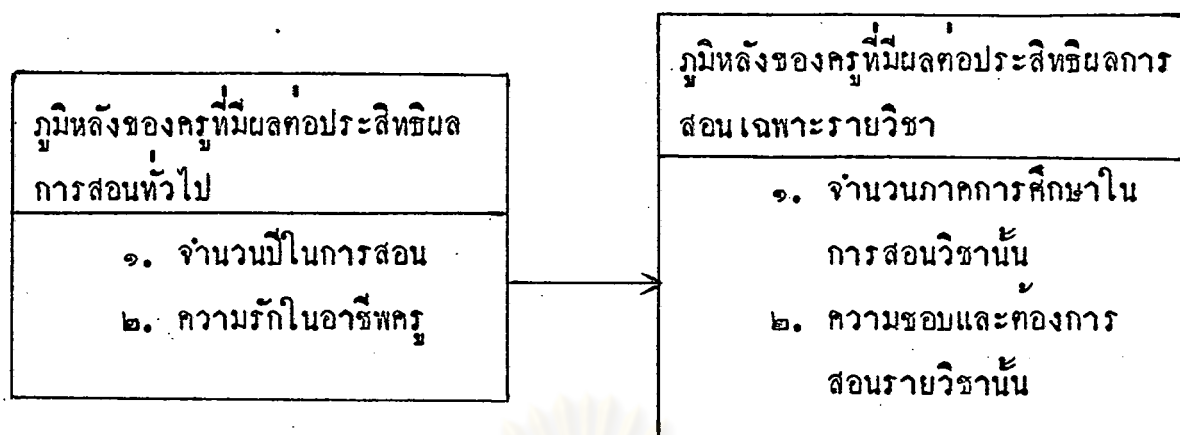 ภูมิหลังของครูที่มีผลต่อประสิทธิผล
การสอนทั่วไป
๑. จำนวนปีในการสอน
๒. ความรักในอาชีพครู
ภูมิหลังของครูที่มีผลต่อประสิทธิผลการ
สอนเฉพาะรายวิชา
๑. จำนวนภาคการศึกษาใน
การสอนวิชานั้น
๒. ความชอบและต้องการ
สอนรายวิชานั้น